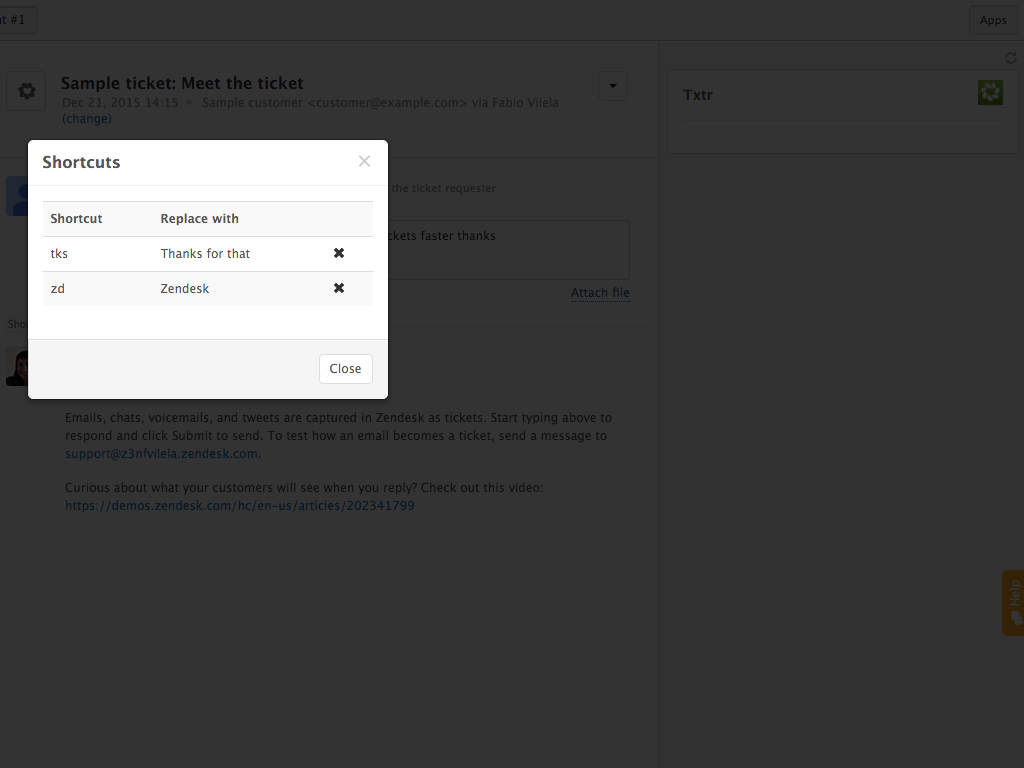 #1
Apps
Sample ticket: Meet the ticket
Dec 21, 2015 14:15 Sample customer <customer@example.com> via Fabio Vilela
(change)
Txtr
Shortcuts
the ticket requester
Shortcut Replace with
tks Thanks for that
zd Zendesk
faster thanks
Attach file
Close
Emails, chats, voicemails, and tweets are captured in Zendesk as tickets. Start typing above to
respond and click Submit to send. To test how an email becomes a ticket, send a message to
support@z3nfvilela.zendesk.com.
Curious about what your customers will see when you reply? Check out this video:
https://demos.zendesk.com/hc/en-us/articles/202341799
Help